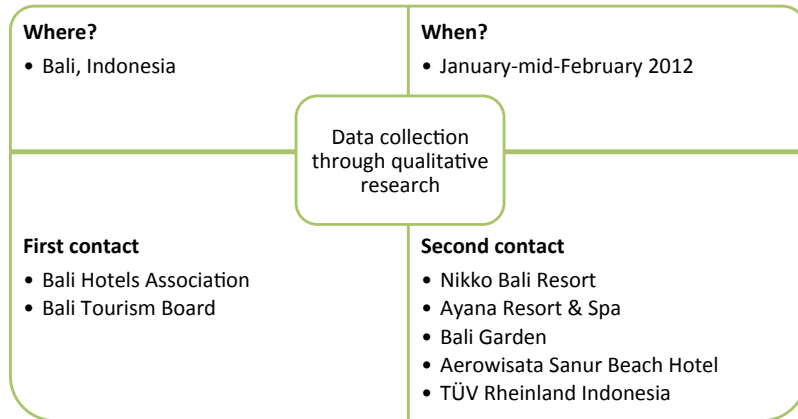 Where?
• Bali, Indonesia
When?
• January-mid-February 2012
Data collection
through qualitative
research
First contact
• Bali Hotels Association
• Bali Tourism Board
Second contact
• Nikko Bali Resort
• Ayana Resort & Spa
• Bali Garden
• Aerowisata Sanur Beach Hotel
• TÜV Rheinland Indonesia